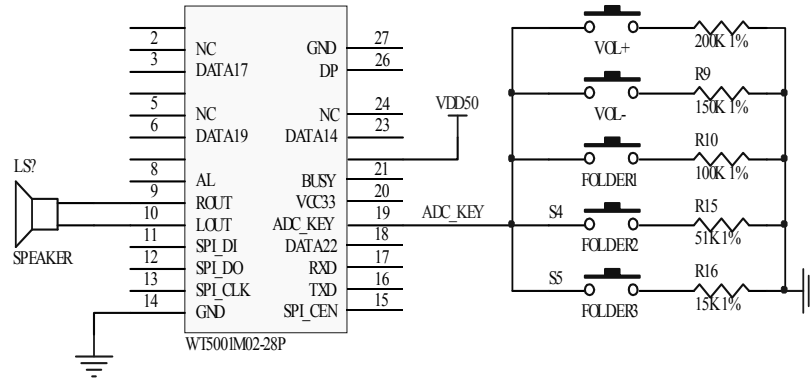 2
NC
3
DATA17
5
NC
6
DATA19
8
AL
9
ROUT
10
LOUT
11
SPI_DI
12
SPI_DO
13
SPI_CLK
14
GND
27
GND
26
DP
24
NC
23
DATA14
21
BUSY
20
VCC33
19
ADC_KEY
18
DATA22
17
RXD
16
TXD
15
SPI_CEN
WT5001M02-28P
LS?
SPEAKER
VDD50
ADC_KEY
VOL+
200K 1%
R9
VOL-
150K 1%
R10
FOLDER1
100K 1%
S4
R15
FOLDER2
51K 1%
S5
R16
FOLDER3
15K 1%